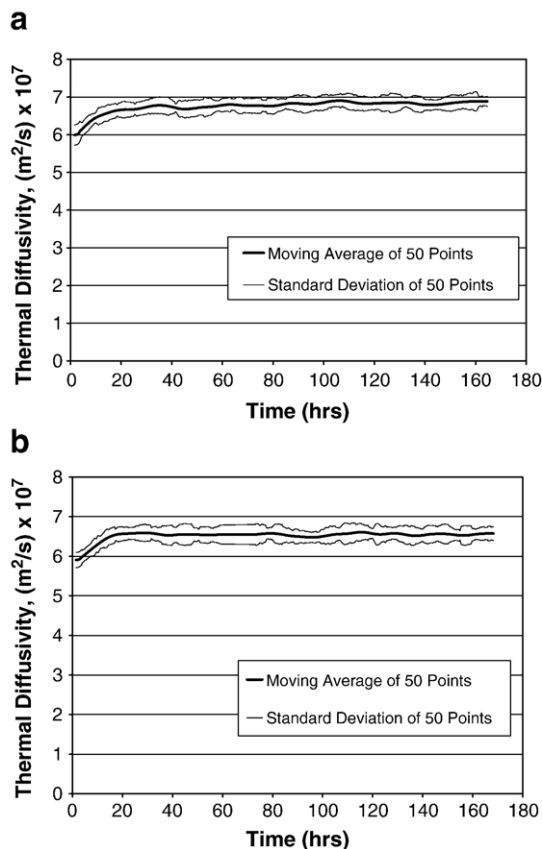 a
Thermal Diffusivity, (m²/s) x 10⁷
8
7
6
5
4
3
2
1
0
Moving Average of 50 Points
Standard Deviation of 50 Points
0 20 40 60 80 100 120 140 160 180
Time (hrs)
b
Thermal Diffusivity, (m²/s) x 10⁷
8
7
6
5
4
3
2
1
0
Moving Average of 50 Points
Standard Deviation of 50 Points
0 20 40 60 80 100 120 140 160 180
Time (hrs)